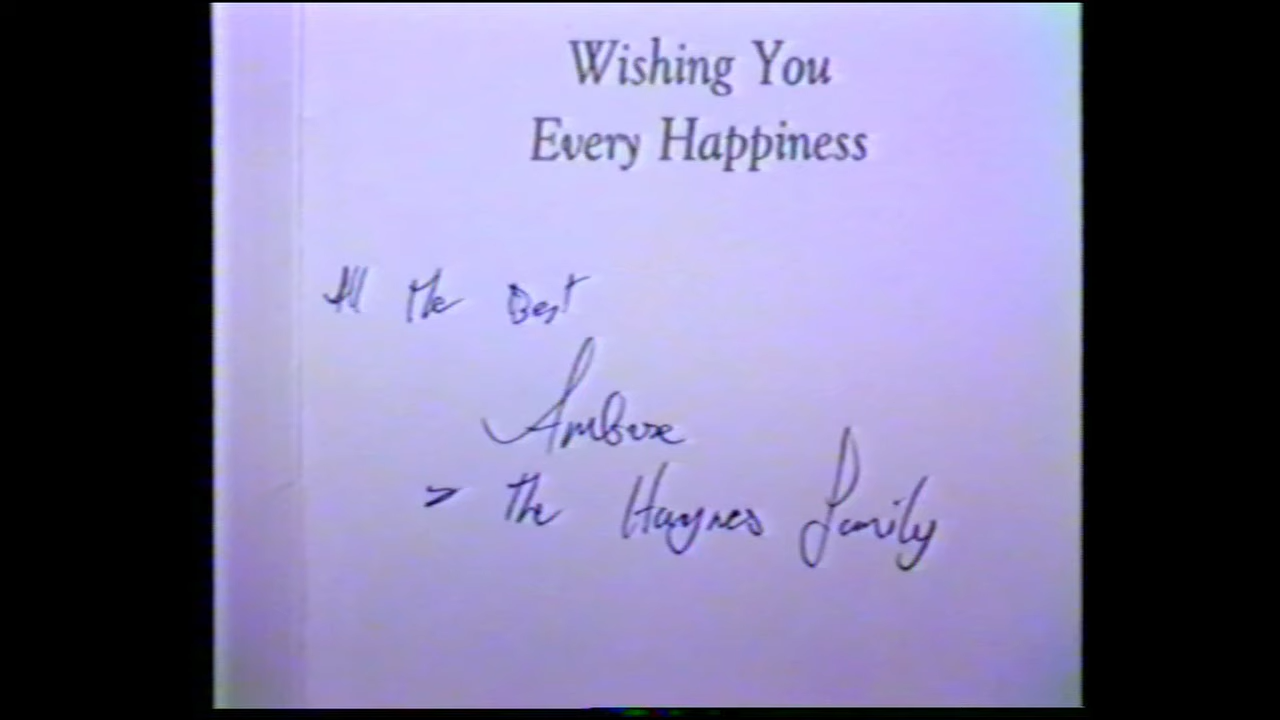 Wishing You
Every Happiness
All the Best
Ambrose
> The Haynes Family